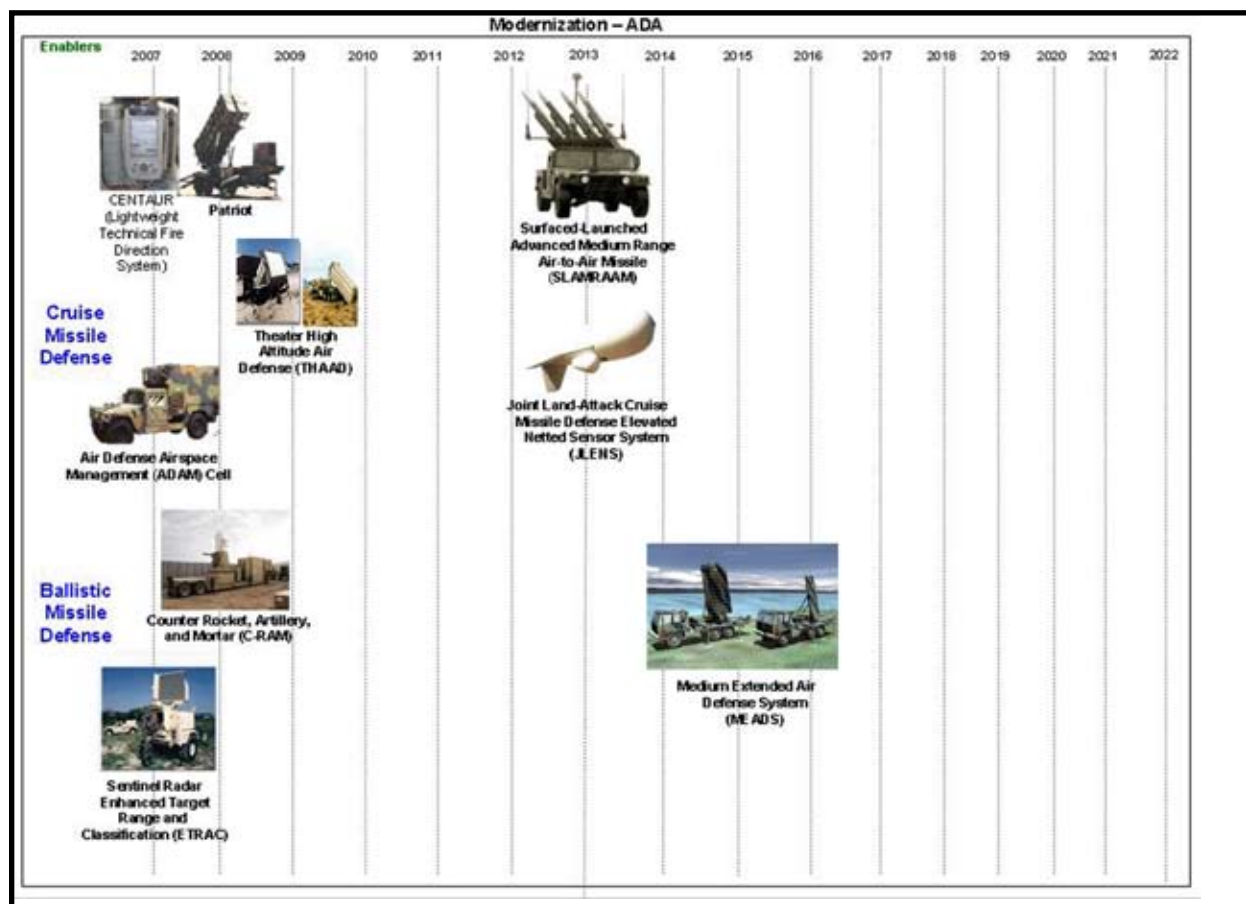 Modernization – ADA
Enablers
2007 2008 2009 2010 2011 2012 2013 2014 2015 2016 2017 2018 2019 2020 2021 2022
CENTAUR
(Lightweight
Technical Fire
Direction
System)
Patriot
Surfaced-Launched
Advanced Medium Range
Air-to-Air Missile
(SLAMRAAM)
Cruise
Missile
Defense
Theater High
Altitude Air
Defense (THAAD)
Joint Land-Attack Cruise
Missile Defense Elevated
Netted Sensor System
(JLENS)
Air Defense Airspace
Management (ADAM) Cell
Ballistic
Missile
Defense
Counter Rocket, Artillery,
and Mortar (C-RAM)
Medium Extended Air
Defense System
(MEADS)
Sentinel Radar
Enhanced Target
Range and
Classification (ETRAC)